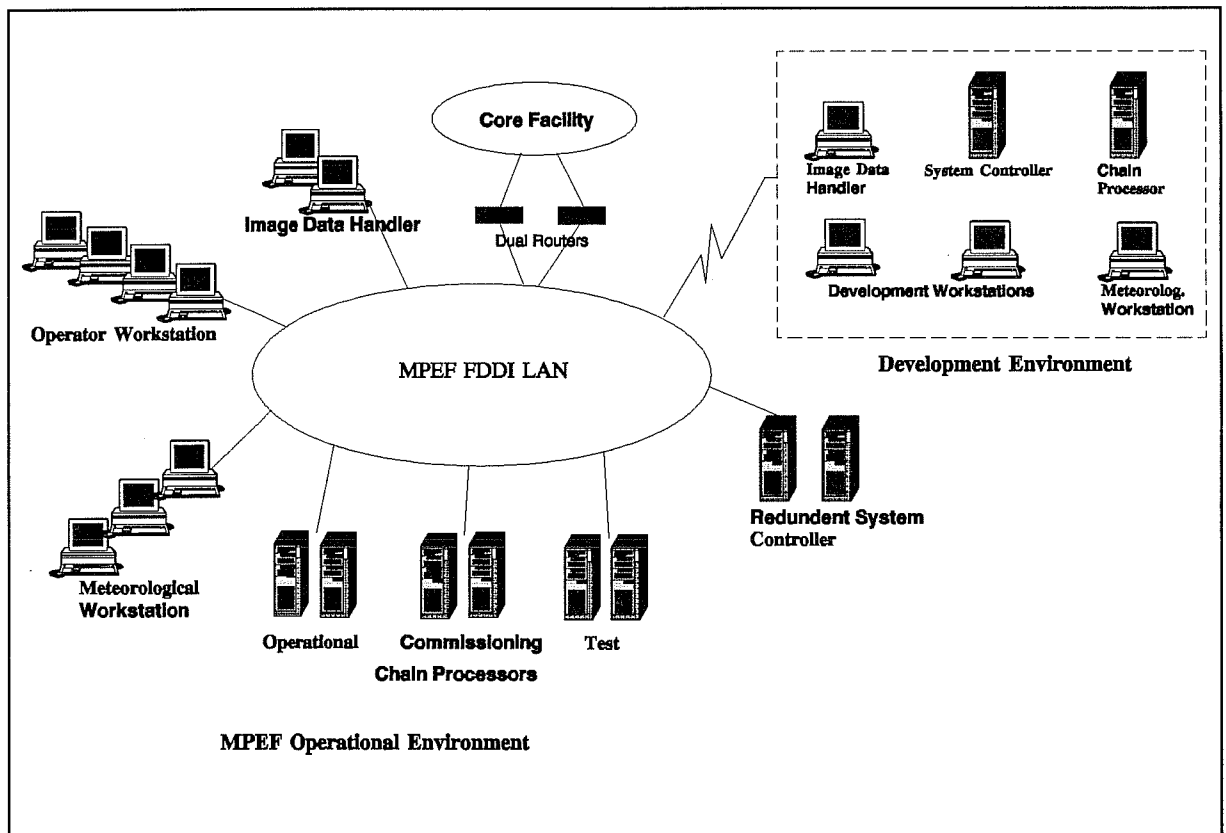 Core Facility
Image Data Handler
Dual Routers
Operator Workstation
MPEF FDDI LAN
Image Data
Handler
System Controller
Chain
Processor
Development Workstations
Meteorolog.
Workstation
Development Environment
Redundent System
Controller
Meteorological
Workstation
Operational
Commissioning
Test
Chain Processors
MPEF Operational Environment